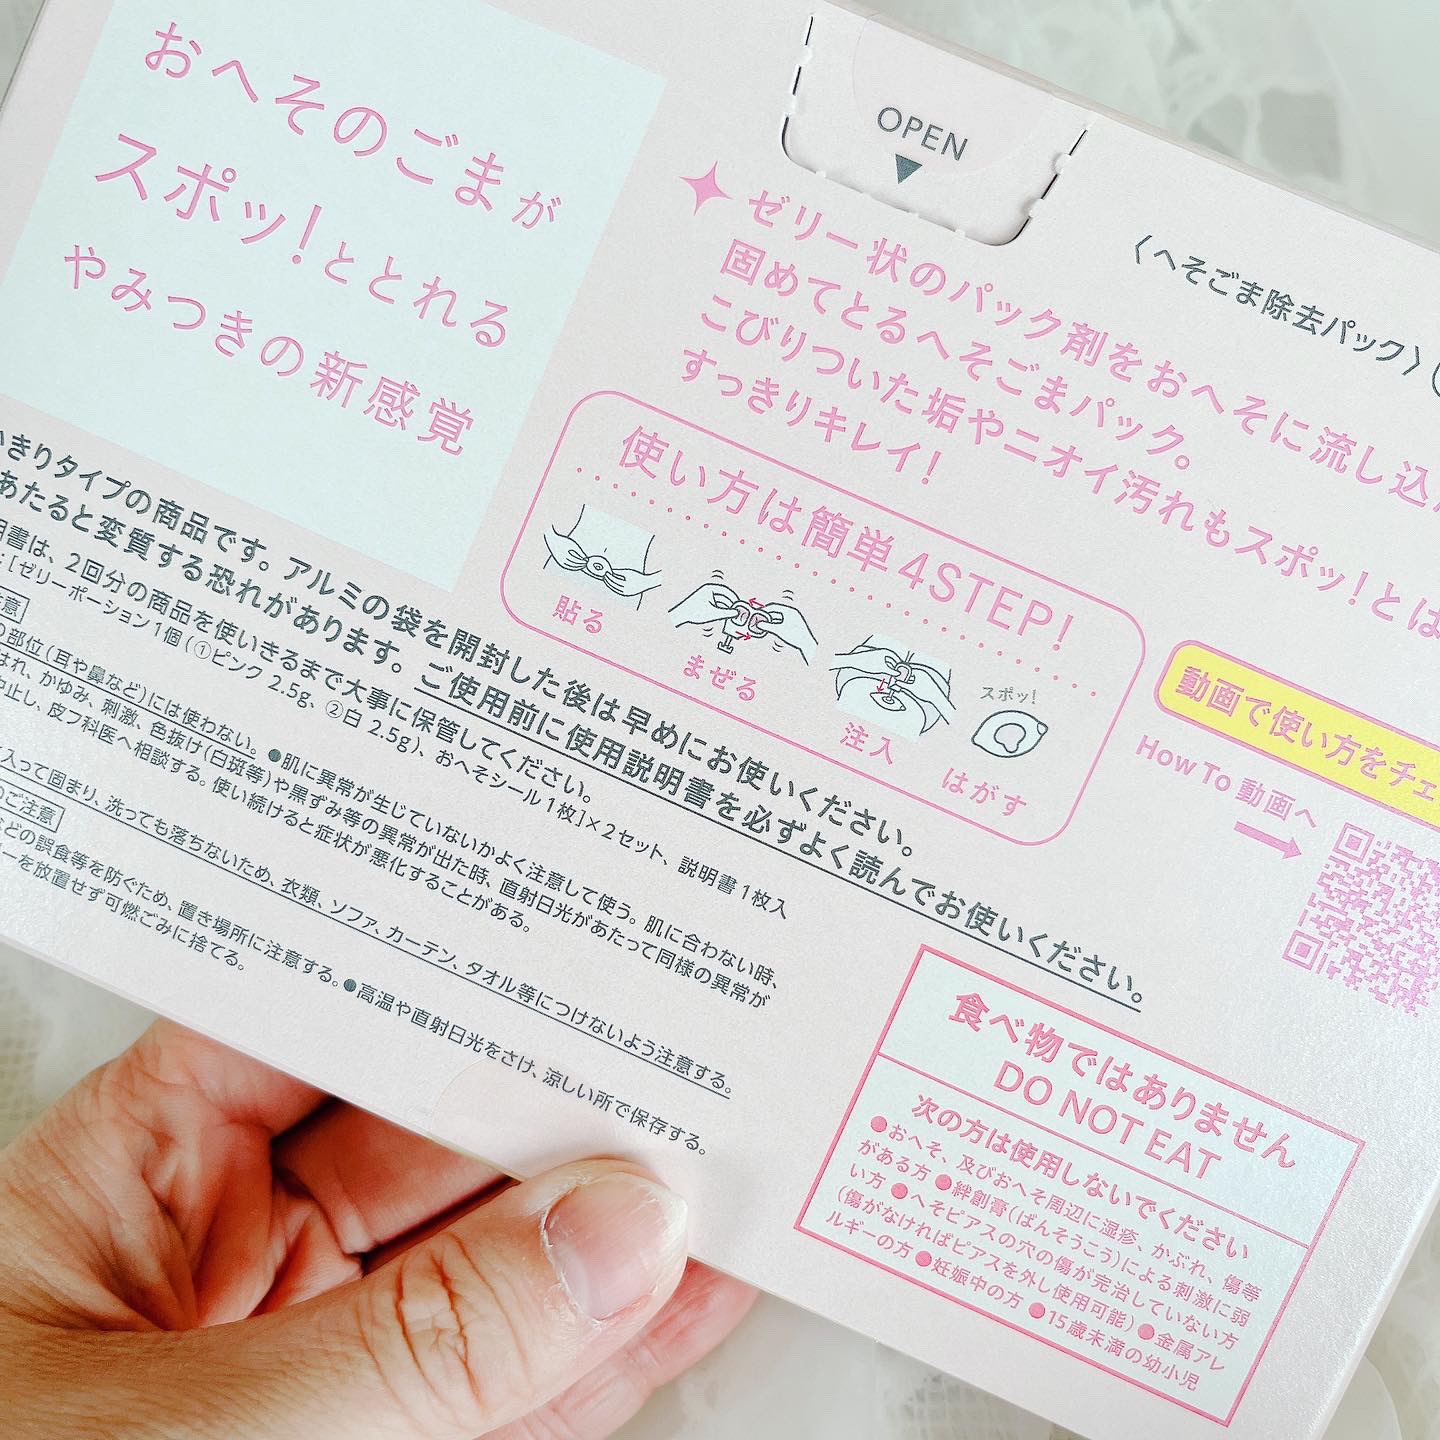 おへそのごまが
スポッ!ととれる
やみつきの新感覚
OPEN
〈へそごま除去パック〉
ゼリー状のパック剤をおへそに流し込
固めてとるへそごまパック。
こびりついた垢やニオイ汚れもスポッ!とは
すっきりキレイ!
使い方は簡単4STEP!
貼る
まぜる
注入
スポッ!
はがす
動画で使い方をチェ
HowTo 動画へ
きりタイプの商品です。アルミの袋を開封した後は早めにお使いください。
あたると変質する恐れがあります。ご使用前に使用説明書を必ずよく読んでお使いください。
明書は、2回分の商品を使いきるまで大事に保管してください。
[ゼリーポーション1個(①ピンク 2.5g、②白 2.5g)、おへそシール1枚]×2セット、説明書1枚入
注意
の部位(耳や鼻など)には使わない。●肌に異常が生じていないかよく注意して使う。肌に合わない時、
はれ、かゆみ、刺激、色抜け(白斑等)や黒ずみ等の異常が出た時、直射日光があたって同様の異常が
中止し、皮フ科医へ相談する。使い続けると症状が悪化することがある。
入って固まり、洗っても落ちないため、衣類、ソファ、カーテン、タオル等につけないよう注意する。
のご注意
などの誤食等を防ぐため、置き場所に注意する。●高温や直射日光をさけ、涼しい所で保存する。
ーを放置せず可燃ごみに捨てる。
食べ物ではありません
DO NOT EAT
次の方は使用しないでください
●おへそ、及びおへそ周辺に湿疹、かぶれ、傷等
がある方 ●絆創膏(ばんそうこう)による刺激に弱
い方 ●へそピアスの穴の傷が完治していない方
(傷がなければピアスを外し使用可能) ●金属アレ
ルギーの方 ●妊娠中の方 ●15歳未満の幼小児